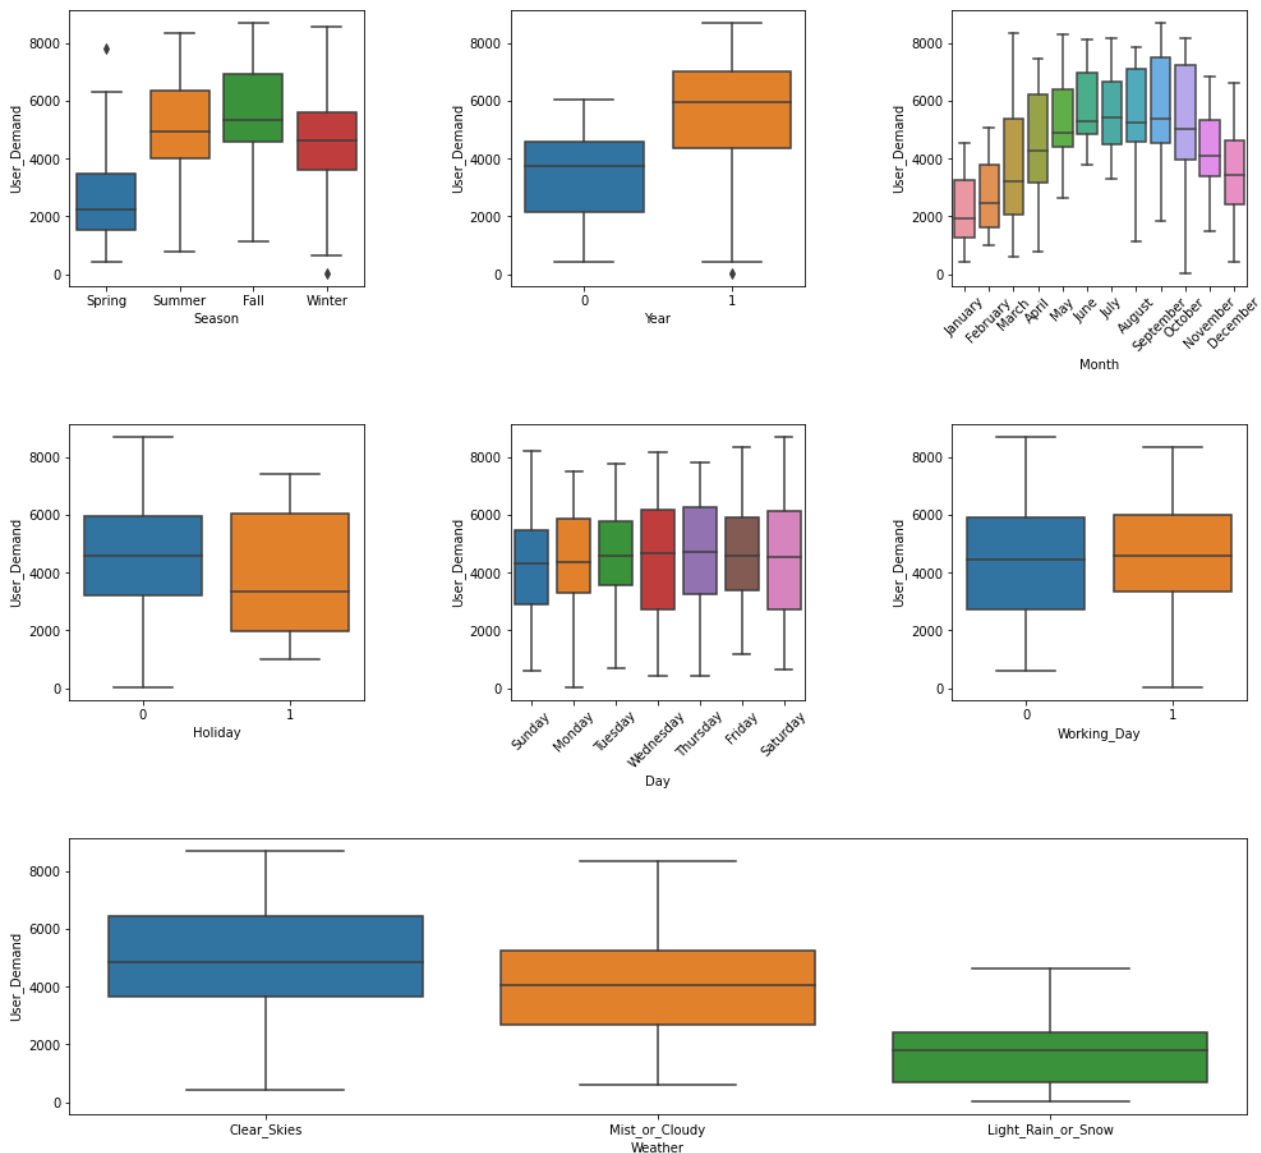 8000
6000
4000
2000
0
User_Demand
Spring Summer Fall Winter
Season
8000
6000
4000
2000
0
User_Demand
0 1
Year
8000
6000
4000
2000
0
User_Demand
January February March April May June July August September October November December
Month
8000
6000
4000
2000
0
User_Demand
0 1
Holiday
8000
6000
4000
2000
0
User_Demand
Sunday Monday Tuesday Wednesday Thursday Friday Saturday
Day
8000
6000
4000
2000
0
User_Demand
0 1
Working_Day
8000
6000
4000
2000
0
User_Demand
Clear_Skies Mist_or_Cloudy Light_Rain_or_Snow
Weather